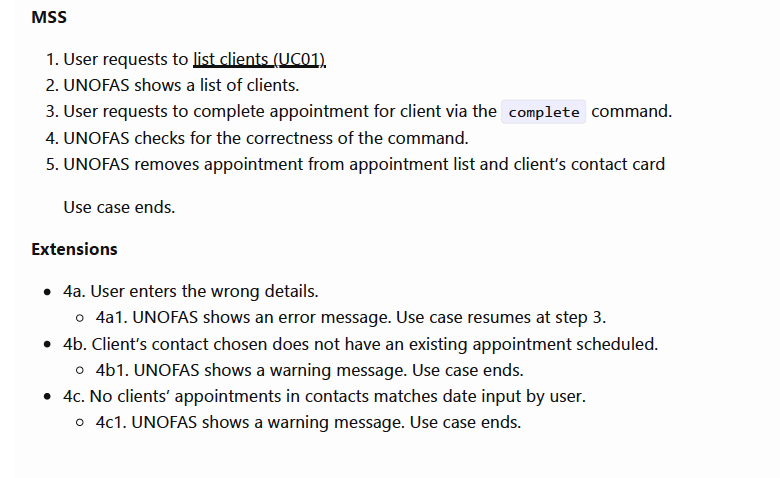 MSS
1. User requests to list clients (UC01)
2. UNOFAS shows a list of clients.
3. User requests to complete appointment for client via the complete command.
4. UNOFAS checks for the correctness of the command.
5. UNOFAS removes appointment from appointment list and client's contact card
Use case ends.
Extensions
• 4a. User enters the wrong details.
○ 4a1. UNOFAS shows an error message. Use case resumes at step 3.
• 4b. Client's contact chosen does not have an existing appointment scheduled.
○ 4b1. UNOFAS shows a warning message. Use case ends.
• 4c. No clients' appointments in contacts matches date input by user.
○ 4c1. UNOFAS shows a warning message. Use case ends.